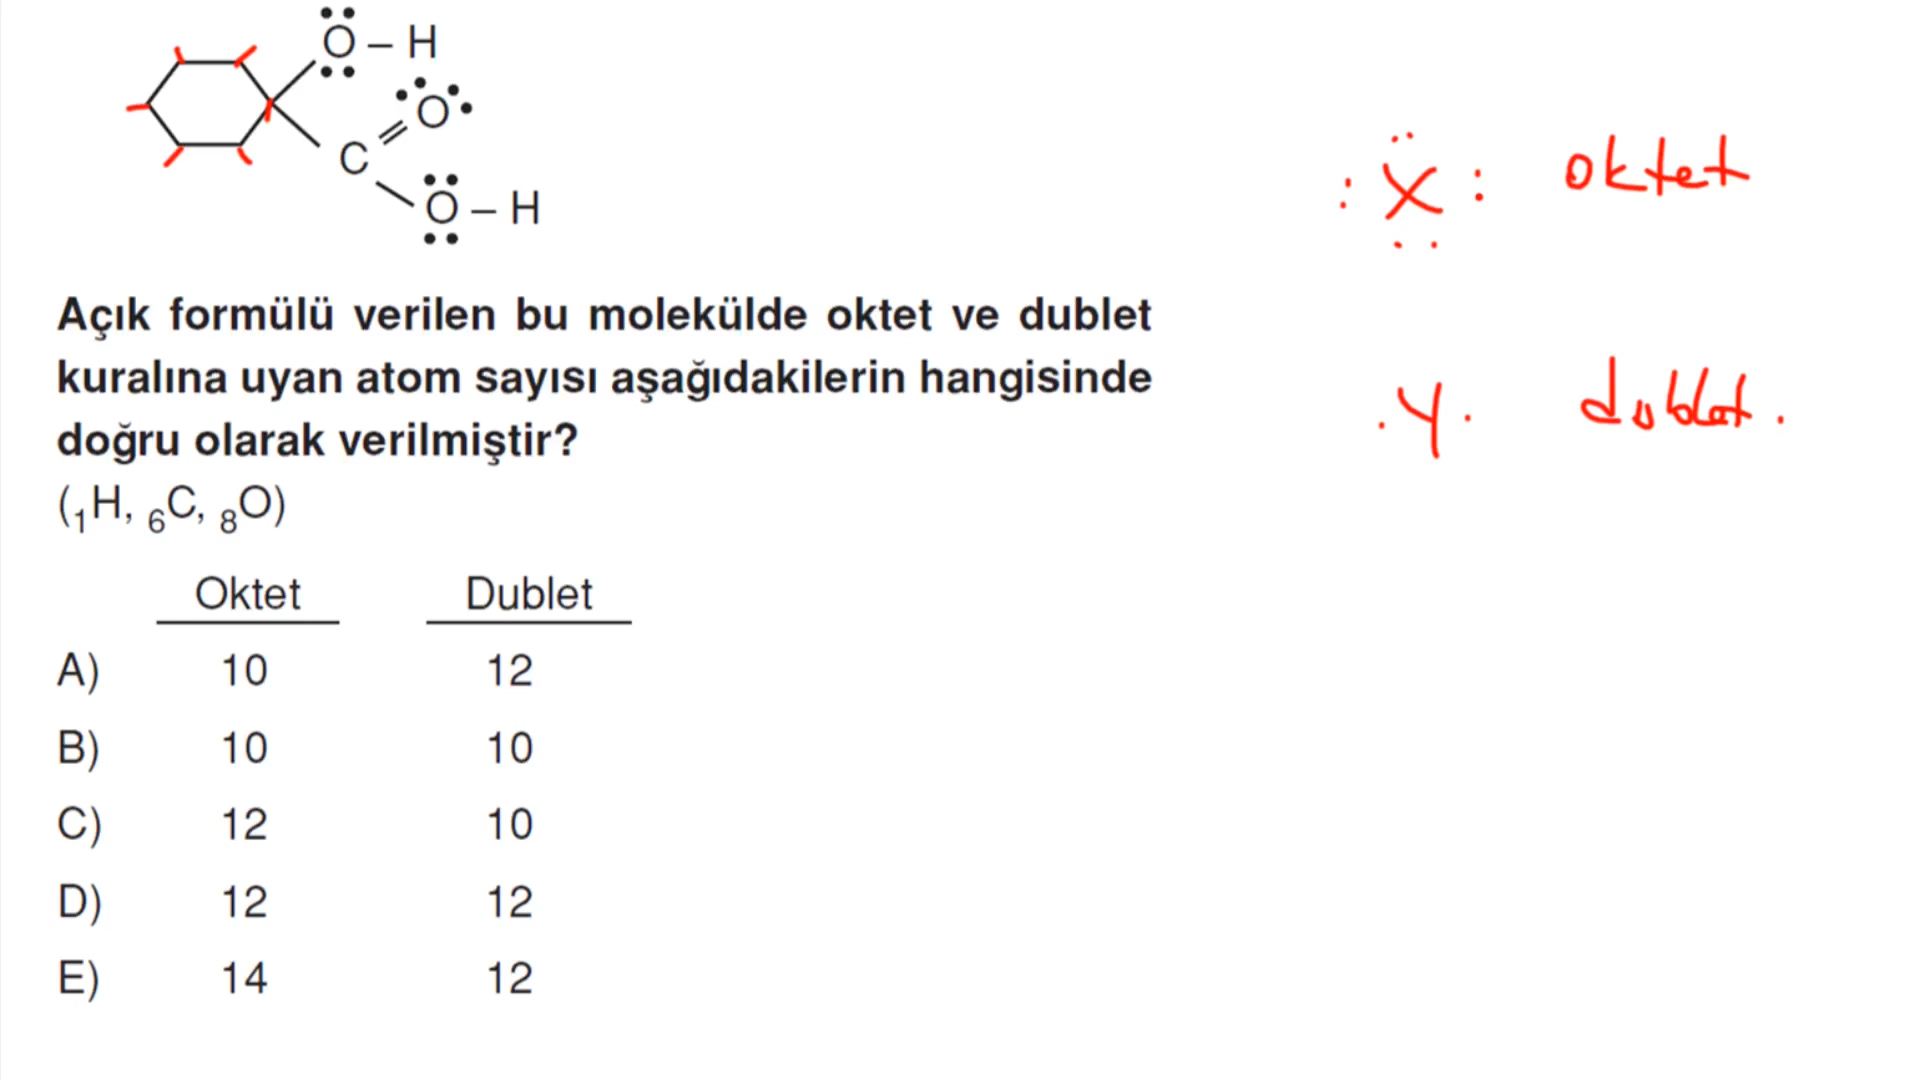 O – H
O
C
O – H
: X : oktet
Açık formülü verilen bu molekülde oktet ve dublet
kuralına uyan atom sayısı aşağıdakilerin hangisinde
doğru olarak verilmiştir?
. Y . dublet.
(₁H, ₆C, ₈O)
Oktet Dublet
A) 10 12
B) 10 10
C) 12 10
D) 12 12
E) 14 12